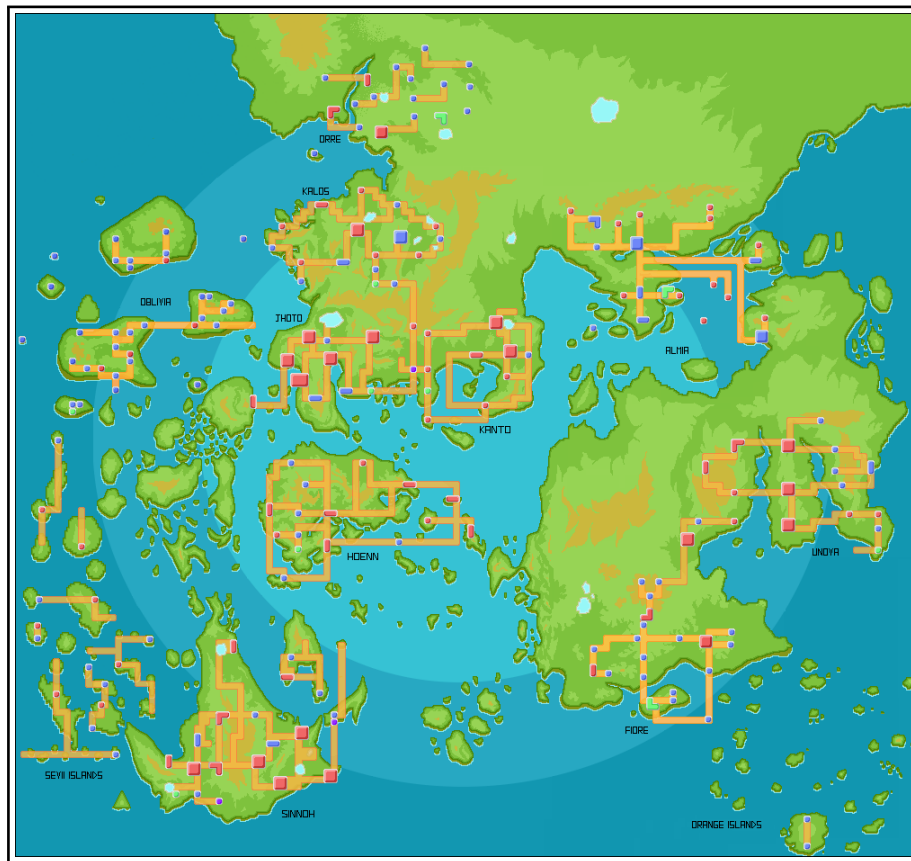 ORRE
KALOS
OBLIVIA
JHOTO
ALMIA
KANTO
HOENN
UNOVA
FIORE
SEVII ISLANDS
SINNOH
ORANGE ISLANDS